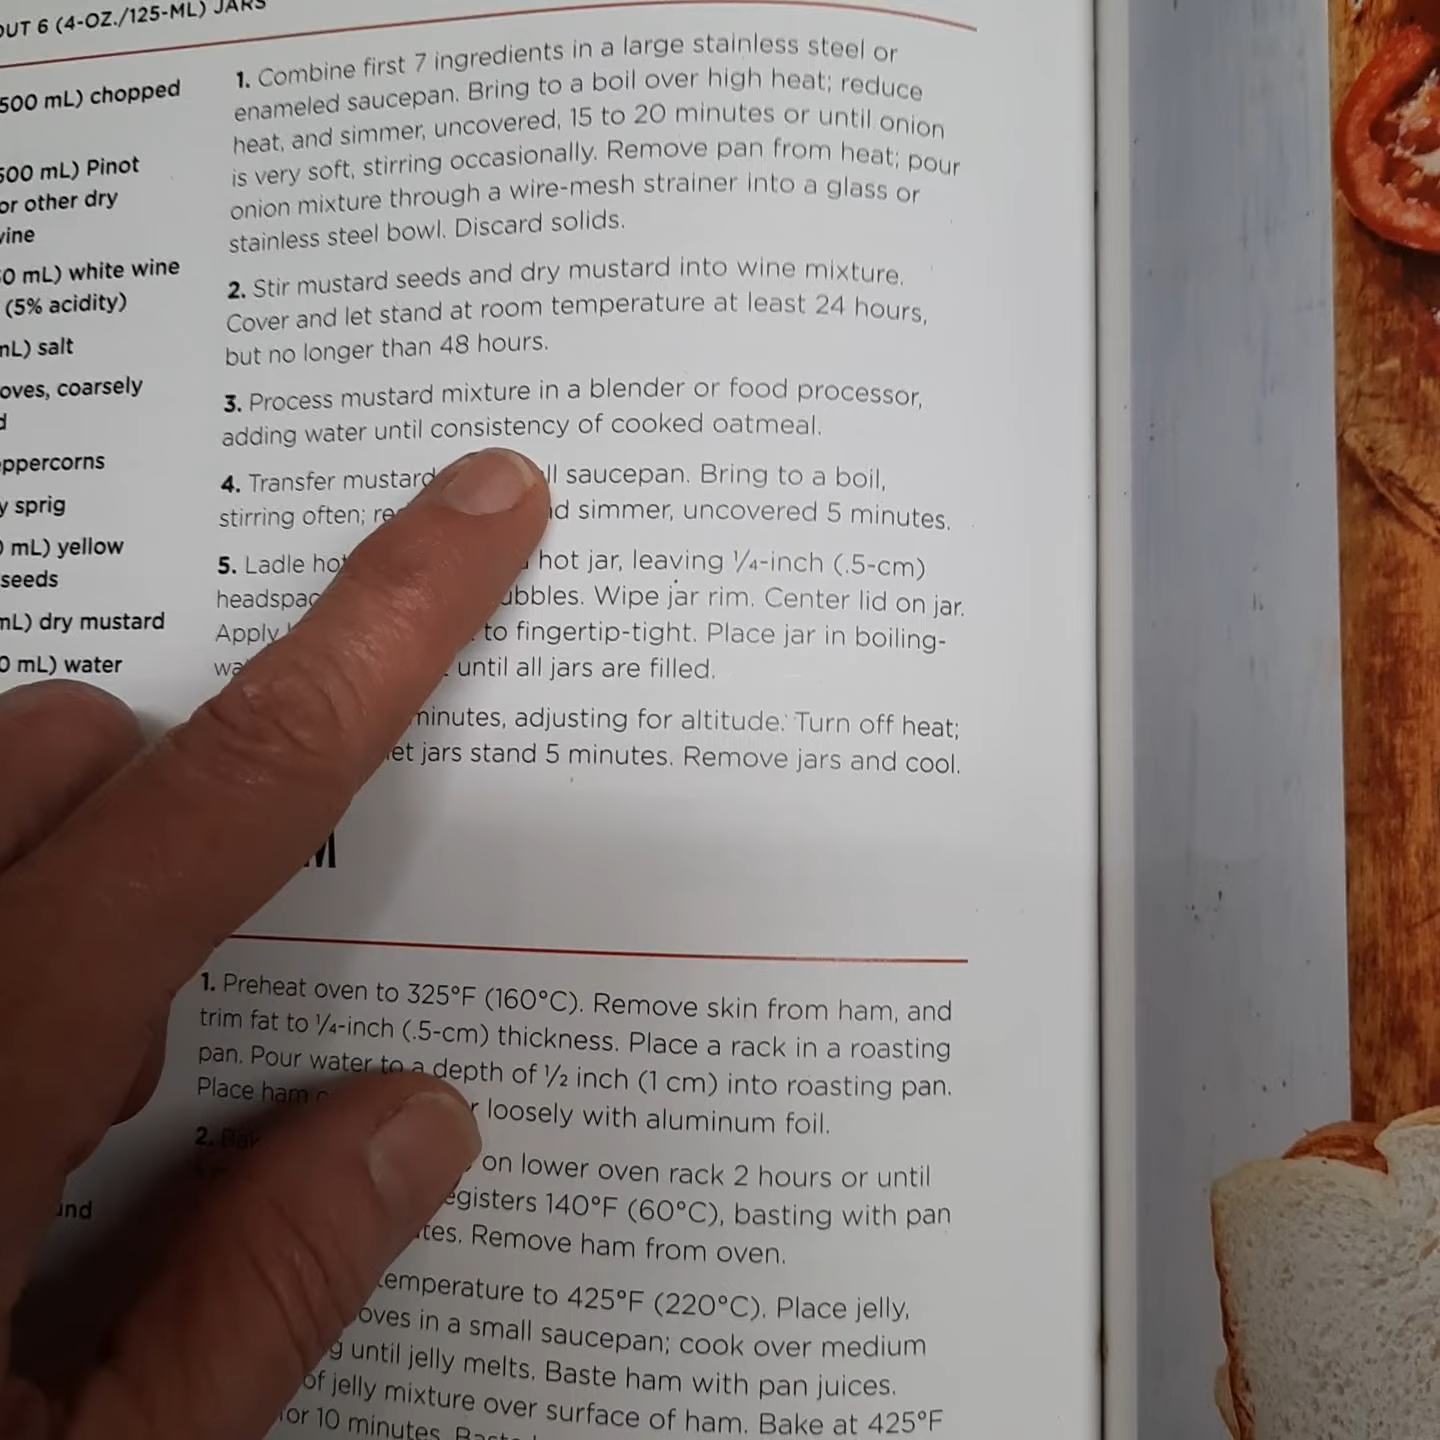 OUT 6 (4-OZ./125-ML) JARS
500 mL) chopped
500 mL) Pinot
or other dry
0 mL) white wine
(5% acidity)
salt
coarsely
sprig
mL) yellow
seeds
mL) dry mustard
0 mL) water
1. Combine first 7 ingredients in a large stainless steel or
enameled saucepan. Bring to a boil over high heat; reduce
heat, and simmer, uncovered, 15 to 20 minutes or until onion
is very soft, stirring occasionally. Remove pan from heat; pour
onion mixture through a wire-mesh strainer into a glass or
stainless steel bowl. Discard solids.
2. Stir mustard seeds and dry mustard into wine mixture.
Cover and let stand at room temperature at least 24 hours,
but no longer than 48 hours.
3. Process mustard mixture in a blender or food processor,
adding water until consistency of cooked oatmeal.
4. Transfer mustard saucepan. Bring to a boil,
stirring often; simmer, uncovered 5 minutes.
5. Ladle hot jar, leaving ¼-inch (.5-cm)
Wipe jar rim. Center lid on jar.
Apply to fingertip-tight. Place jar in boiling-
until all jars are filled.
minutes, adjusting for altitude. Turn off heat;
jars stand 5 minutes. Remove jars and cool.
1. Preheat oven to 325°F (160°C). Remove skin from ham, and
trim fat to ¼-inch (.5-cm) thickness. Place a rack in a roasting
pan. Pour water to a depth of ½ inch (1 cm) into roasting pan.
Place ham loosely with aluminum foil.
2. on lower oven rack 2 hours or until
registers 140°F (60°C), basting with pan
Remove ham from oven.
temperature to 425°F (220°C). Place jelly,
in a small saucepan; cook over medium
until jelly melts. Baste ham with pan juices.
of jelly mixture over surface of ham. Bake at 425°F
for 10 minutes.